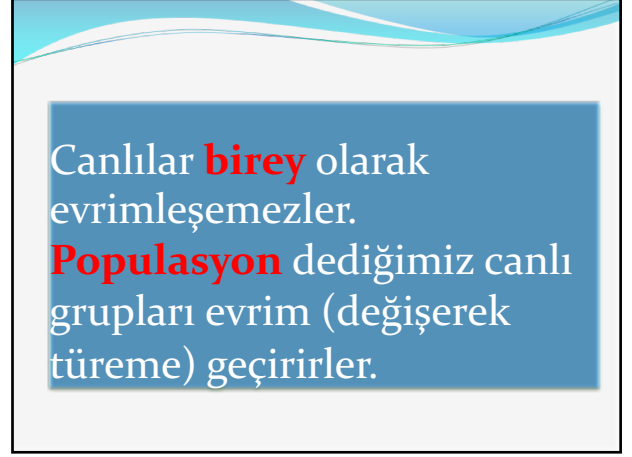 Canlılar birey olarak
evrimleşemezler.
Populasyon dediğimiz canlı
grupları evrim (değişerek
türeme) geçirirler.